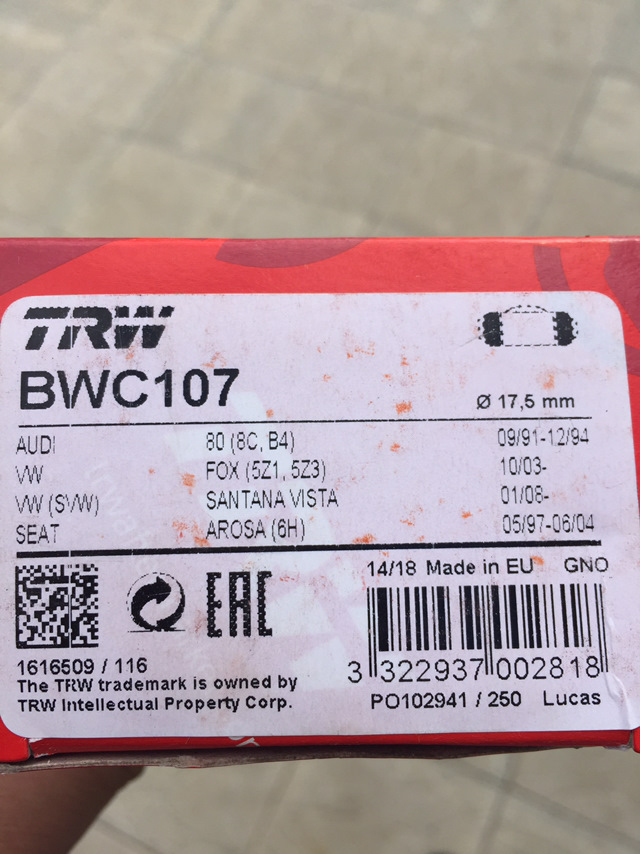 TRW
BWC107
Ø 17,5 mm
AUDI 80 (8C, B4) 09/91-12/94
VW FOX (5Z1, 5Z3) 10/03-
VW (SVW) SANTANA VISTA 01/08-
SEAT AROSA (6H) 05/97-06/04
14/18 Made in EU GNO
EAC
1616509 / 116
3 322937 002818
The TRW trademark is owned by
TRW Intellectual Property Corp.
PO102941 / 250 Lucas